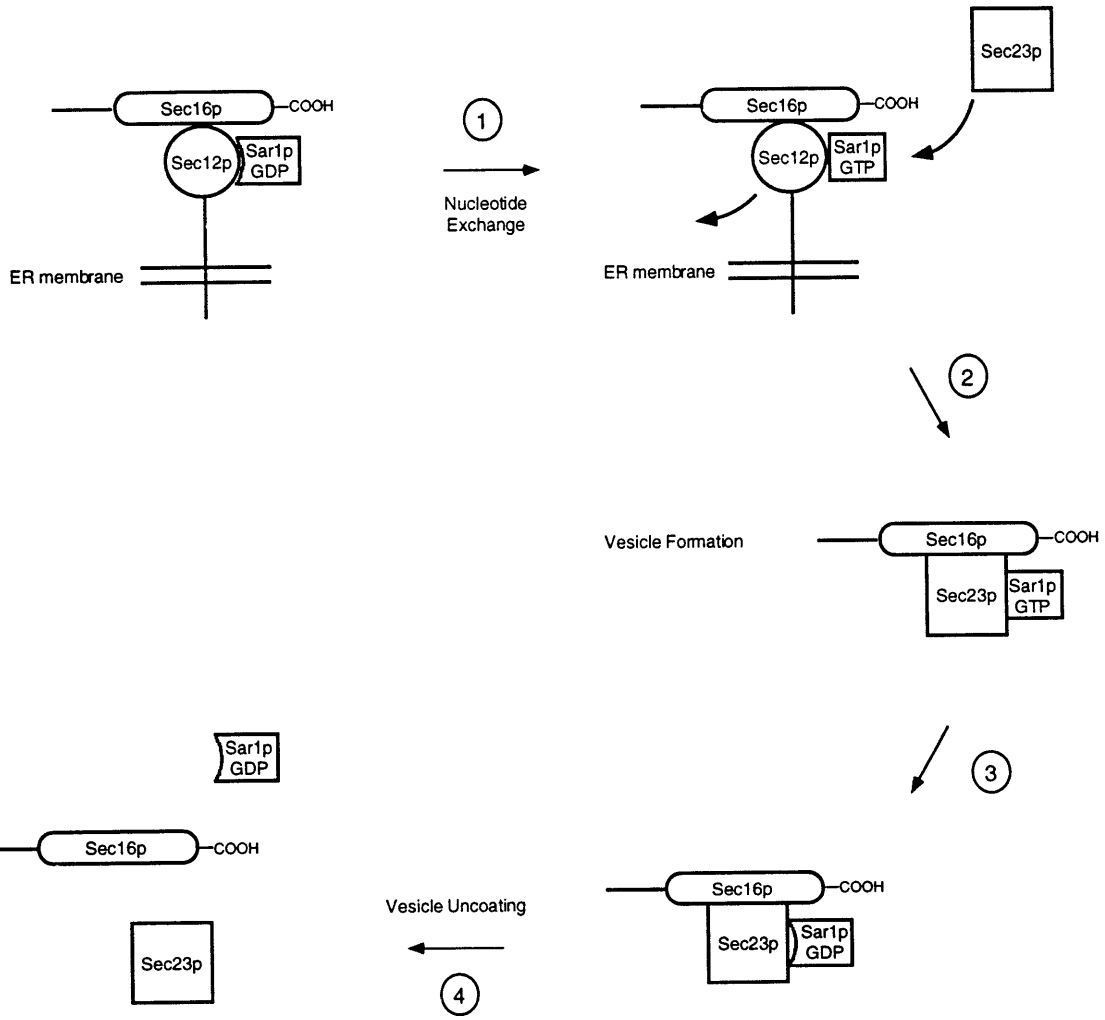 Sec23p
Sec16p
COOH
Sec12p
Sar1p
GDP
1
Nucleotide
Exchange
ER membrane
Sec16p
COOH
Sec12p
Sar1p
GTP
ER membrane
2
Vesicle Formation
Sec16p
COOH
Sec23p
Sar1p
GTP
3
Sec16p
COOH
Sec23p
Sar1p
GDP
Vesicle Uncoating
4
Sar1p
GDP
Sec16p
COOH
Sec23p